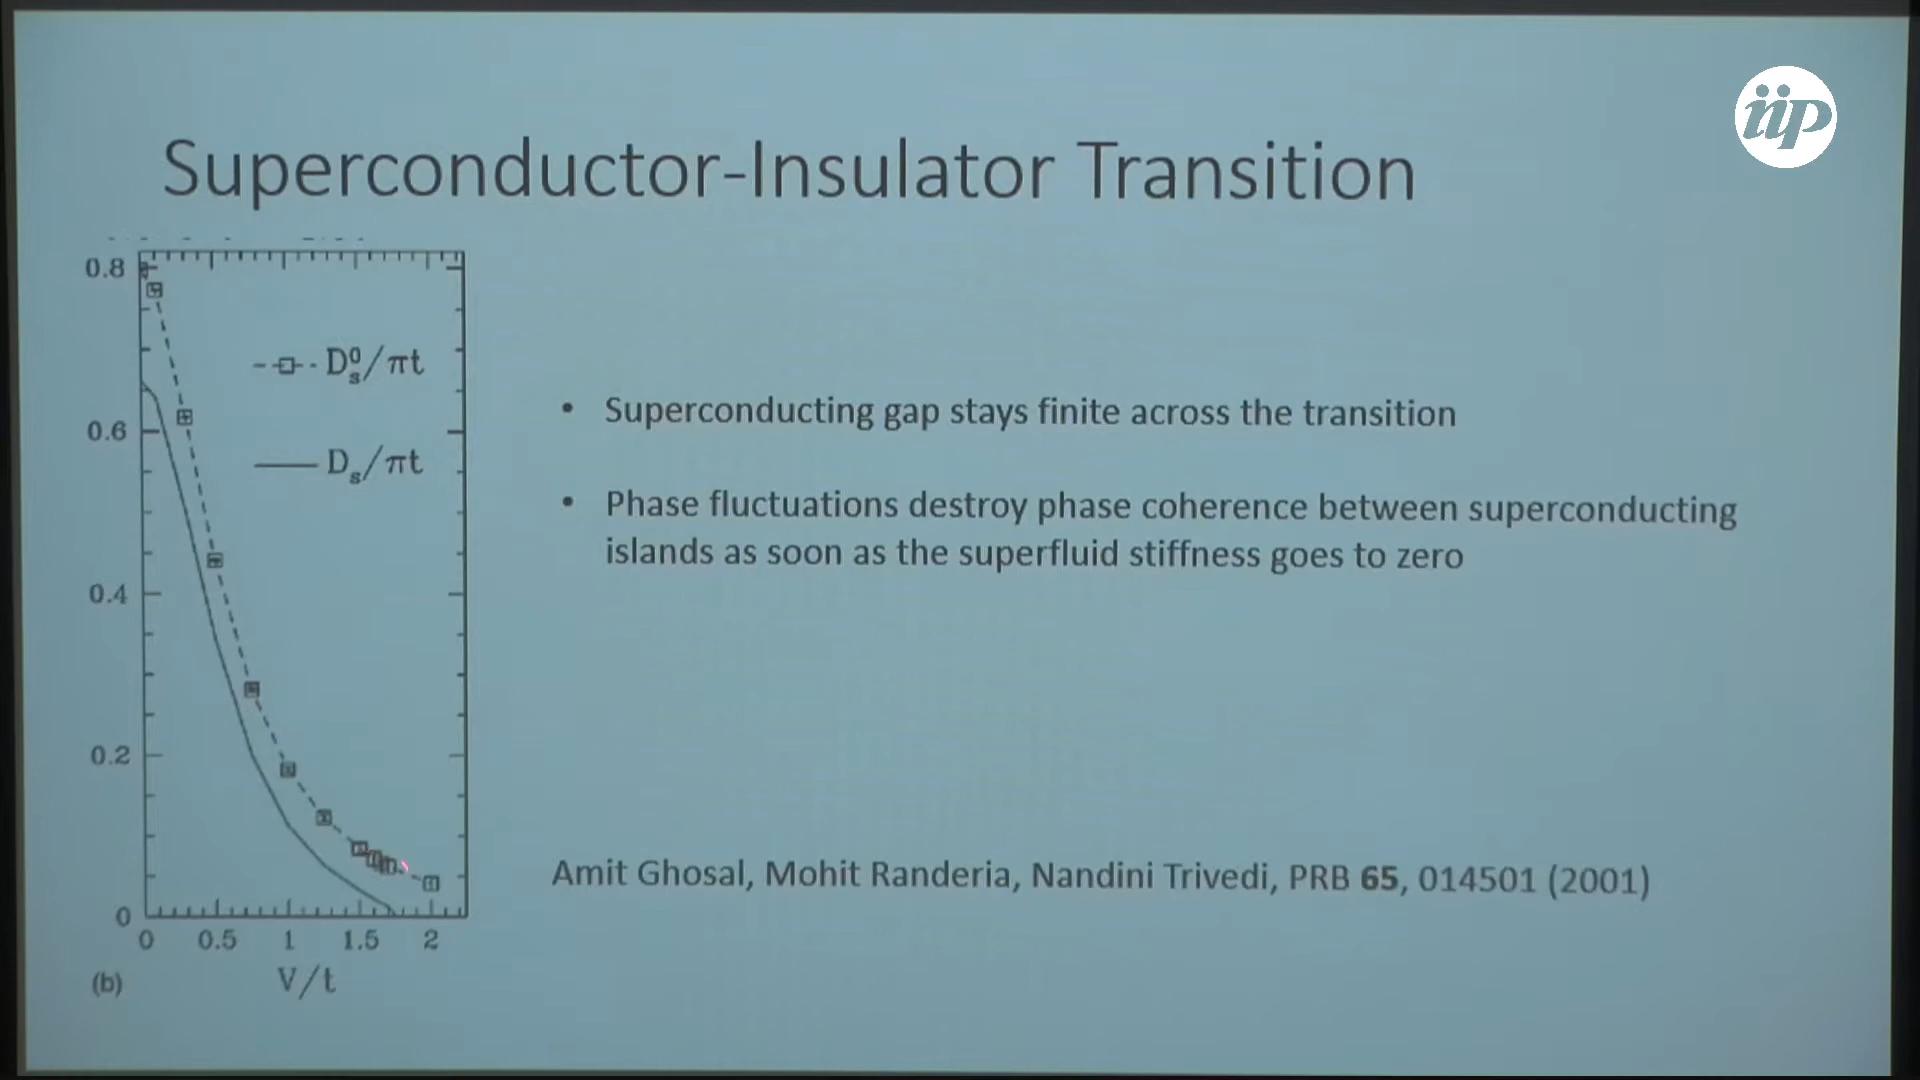 iip
Superconductor-Insulator Transition
0.8
0.6
0.4
0.2
0
D⁰ₛ/πt
Dₛ/πt
0 0.5 1 1.5 2
V/t
(b)
• Superconducting gap stays finite across the transition
• Phase fluctuations destroy phase coherence between superconducting
islands as soon as the superfluid stiffness goes to zero
Amit Ghosal, Mohit Randeria, Nandini Trivedi, PRB 65, 014501 (2001)